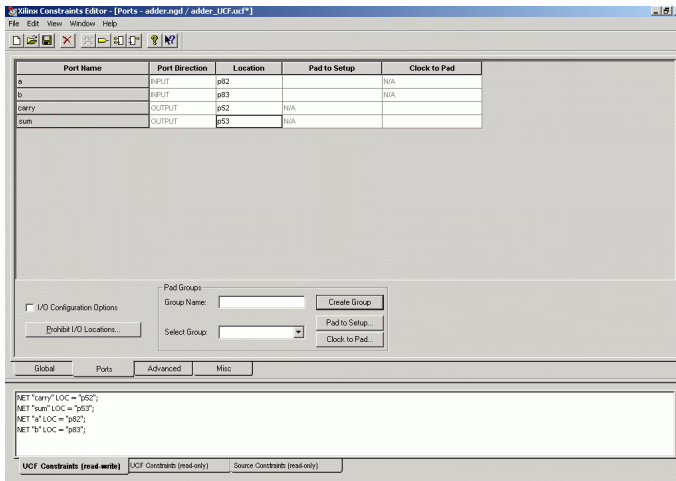 Xilinx Constraints Editor - [Ports - adder.ngd / adder_UCF.ucf*]
File Edit View Window Help
Port Name Port Direction Location Pad to Setup Clock to Pad
a INPUT p82 N/A
b INPUT p83 N/A
carry OUTPUT p52 N/A
sum OUTPUT p53 N/A
Pad Groups
I/O Configuration Options
Group Name:
Create Group
Prohibit I/O Locations...
Select Group:
Pad to Setup...
Clock to Pad...
Global Ports Advanced Misc
NET "carry" LOC = "p52";
NET "sum" LOC = "p53";
NET "a" LOC = "p82";
NET "b" LOC = "p83";
UCF Constraints (read-write) UCF Constraints (read-only) Source Constraints (read-only)